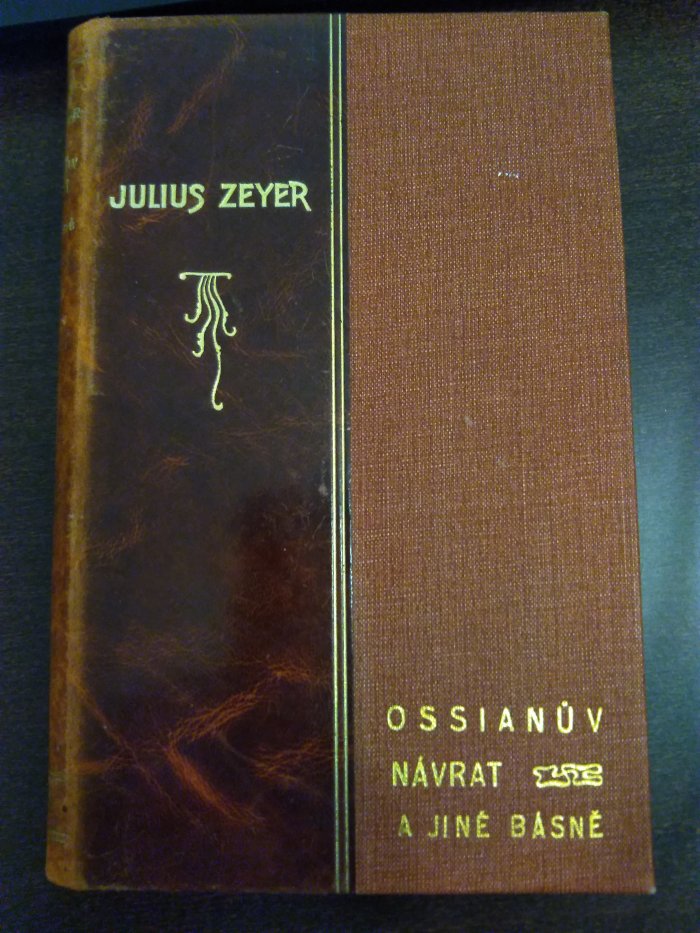 JULIUS ZEYER
OSSIANŮV
NÁVRAT
A JINÉ BÁSNĚ